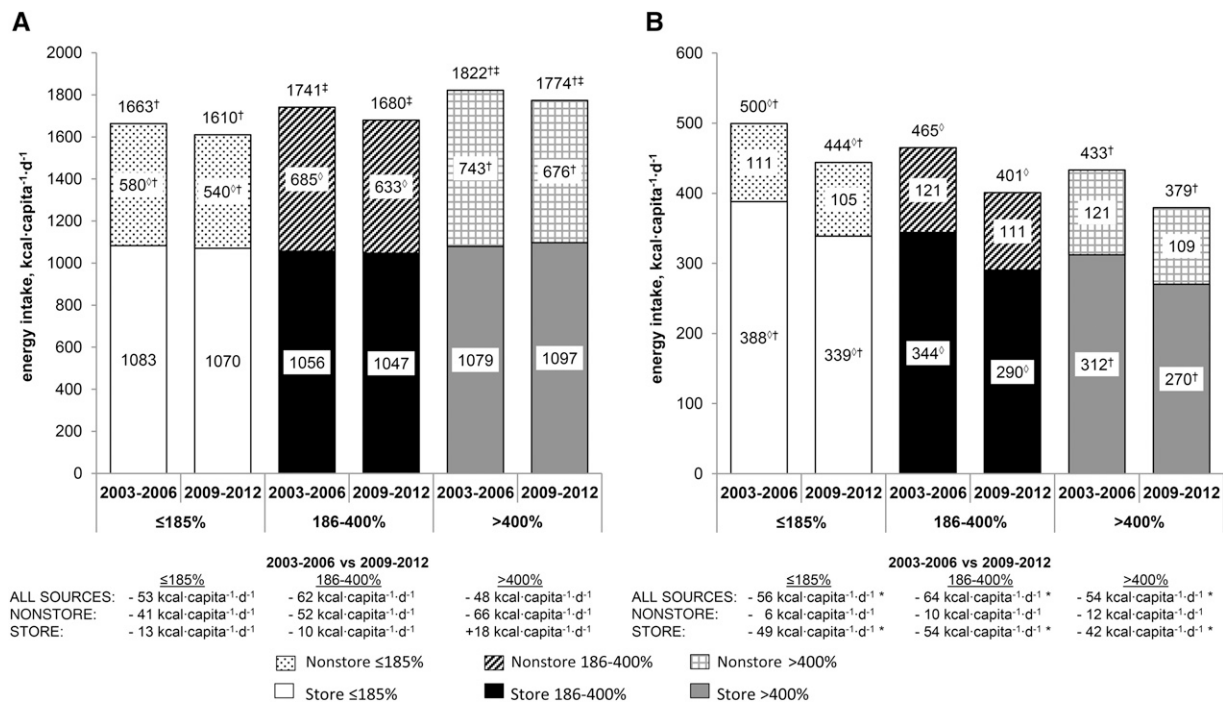 A
energy intake, kcal·capita⁻¹·d⁻¹
2000
1800
1600
1400
1200
1000
800
600
400
200
0
1663†
1610†
1741‡
1680‡
1822†‡
1774†‡
580◊†
540◊†
685◊
633◊
743†
676†
1083
1070
1056
1047
1079
1097
2003-2006 2009-2012 2003-2006 2009-2012 2003-2006 2009-2012
≤185% 186-400% >400%
B
energy intake, kcal·capita⁻¹·d⁻¹
600
500
400
300
200
100
0
500◊†
444◊†
465◊
401◊
433†
379†
111
105
121
111
121
109
388◊†
339◊†
344◊
290◊
312†
270†
2003-2006 2009-2012 2003-2006 2009-2012 2003-2006 2009-2012
≤185% 186-400% >400%
2003-2006 vs 2009-2012
≤185% 186-400% >400%
ALL SOURCES: - 53 kcal·capita⁻¹·d⁻¹ - 62 kcal·capita⁻¹·d⁻¹ - 48 kcal·capita⁻¹·d⁻¹
NONSTORE: - 41 kcal·capita⁻¹·d⁻¹ - 52 kcal·capita⁻¹·d⁻¹ - 66 kcal·capita⁻¹·d⁻¹
STORE: - 13 kcal·capita⁻¹·d⁻¹ - 10 kcal·capita⁻¹·d⁻¹ +18 kcal·capita⁻¹·d⁻¹
2003-2006 vs 2009-2012
≤185% 186-400% >400%
ALL SOURCES: - 56 kcal·capita⁻¹·d⁻¹ * - 64 kcal·capita⁻¹·d⁻¹ * - 54 kcal·capita⁻¹·d⁻¹ *
NONSTORE: - 6 kcal·capita⁻¹·d⁻¹ - 10 kcal·capita⁻¹·d⁻¹ - 12 kcal·capita⁻¹·d⁻¹
STORE: - 49 kcal·capita⁻¹·d⁻¹ * - 54 kcal·capita⁻¹·d⁻¹ * - 42 kcal·capita⁻¹·d⁻¹ *
Nonstore ≤185% Nonstore 186-400% Nonstore >400%
Store ≤185% Store 186-400% Store >400%